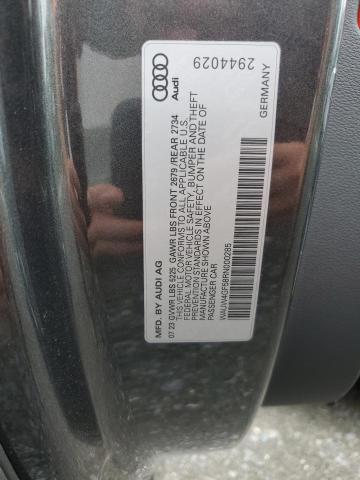 Audi
2944029
GERMANY
MFD. BY AUDI AG
07 23 GVWR LBS 5225 GAWR LBS FRONT 2679 /REAR 2734
THIS VEHICLE CONFORMS TO ALL APPLICABLE U.S.
FEDERAL MOTOR VEHICLE SAFETY, BUMPER AND THEFT
PREVENTION STANDARDS IN EFFECT ON THE DATE OF
MANUFACTURE SHOWN ABOVE
PASSENGER CAR